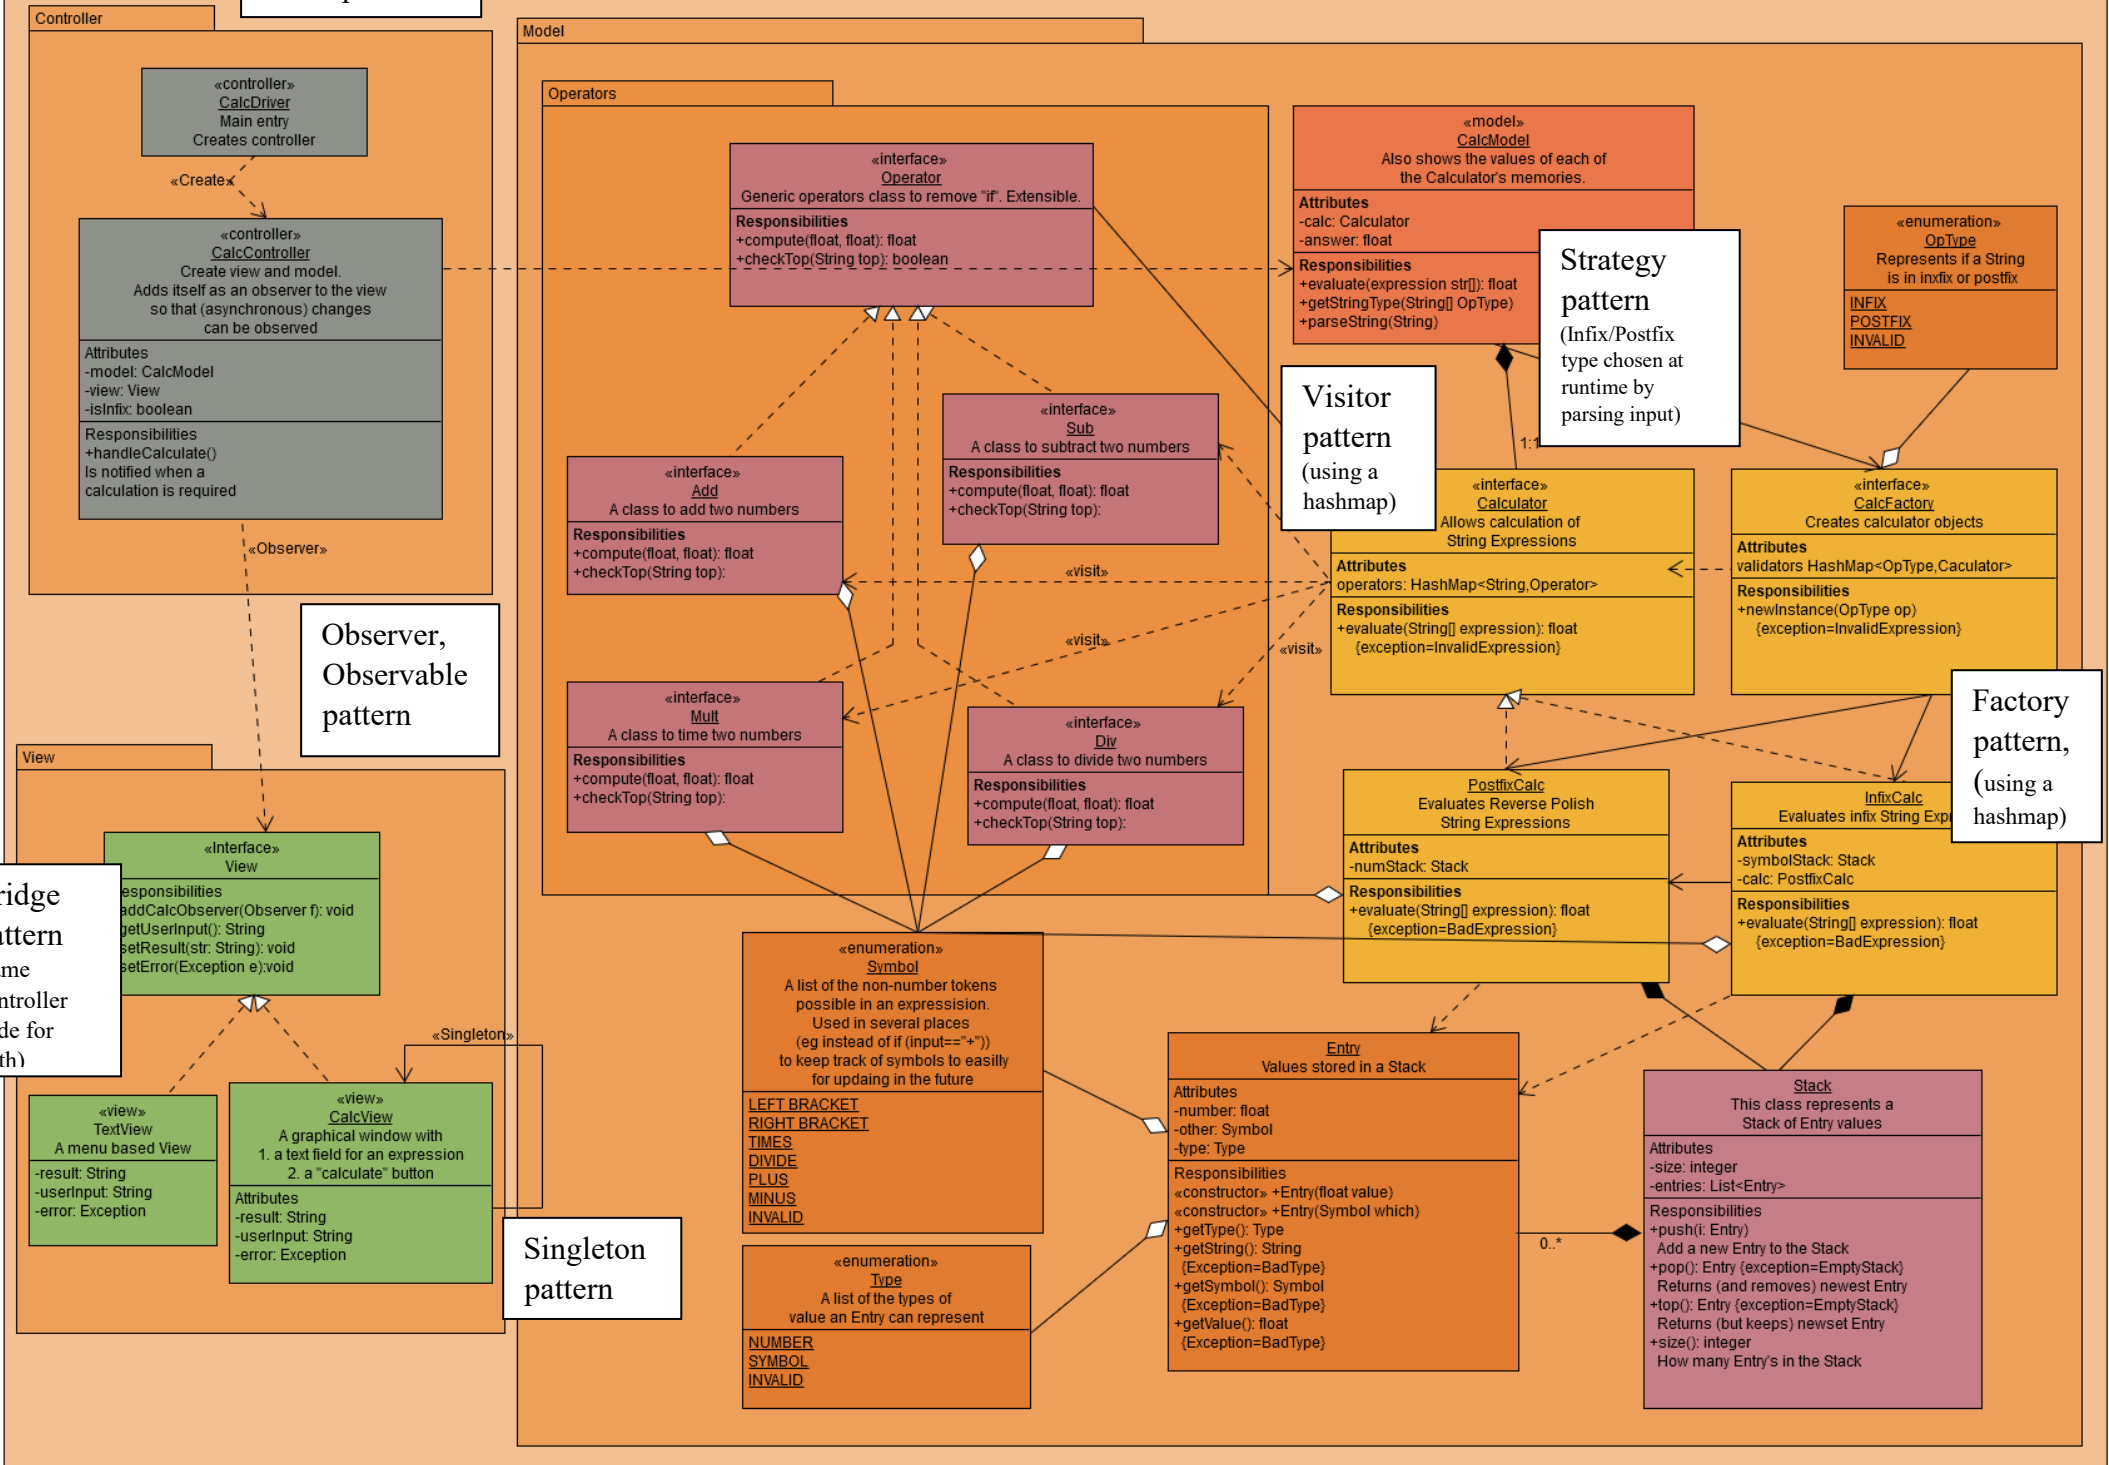 Controller
«controller»
CalcDriver
Main entry
Creates controller
«Create»
«controller»
CalcController
Create view and model.
Adds itself as an observer to the view
so that (asynchronous) changes
can be observed
Attributes
-model: CalcModel
-view: View
-isInfix: boolean
Responsibilities
+handleCalculate()
Is notified when a
calculation is required
«Observer»
Observer,
Observable
pattern
View
«Interface»
View
esponsibilities
addCalcObserver(Observer f): void
getUserInput(): String
setResult(str: String): void
setError(Exception e):void
ridge
attern
ame
ntroller
de for
th)
«Singleton»
«view»
TextView
A menu based View
-result: String
-userInput: String
-error: Exception
«view»
CalcView
A graphical window with
1. a text field for an expression
2. a "calculate" button
Attributes
-result: String
-userInput: String
-error: Exception
Singleton
pattern
Model
Operators
«interface»
Operator
Generic operators class to remove "if". Extensible.
Responsibilities
+compute(float, float): float
+checkTop(String top): boolean
«interface»
Sub
A class to subtract two numbers
Responsibilities
+compute(float, float): float
+checkTop(String top):
«interface»
Add
A class to add two numbers
Responsibilities
+compute(float, float): float
+checkTop(String top):
«visit»
«visit»
«visit»
«interface»
Mult
A class to time two numbers
Responsibilities
+compute(float, float): float
+checkTop(String top):
«interface»
Div
A class to divide two numbers
Responsibilities
+compute(float, float): float
+checkTop(String top):
«model»
CalcModel
Also shows the values of each of
the Calculator's memories.
Attributes
-calc: Calculator
-answer: float
Responsibilities
+evaluate(expression str[]): float
+getStringType(String[] OpType)
+parseString(String)
Strategy
pattern
(Infix/Postfix
type chosen at
runtime by
parsing input)
«enumeration»
OpType
Represents if a String
is in inxfix or postfix
INFIX
POSTFIX
INVALID
Visitor
pattern
(using a
hashmap)
1:1
«interface»
Calculator
Allows calculation of
String Expressions
Attributes
operators: HashMap<String,Operator>
Responsibilities
+evaluate(String[] expression): float
{exception=InvalidExpression}
«interface»
CalcFactory
Creates calculator objects
Attributes
validators HashMap<OpType,Caculator>
Responsibilities
+newInstance(OpType op)
{exception=InvalidExpression}
Factory
pattern,
(using a
hashmap)
PostfixCalc
Evaluates Reverse Polish
String Expressions
Attributes
-numStack: Stack
Responsibilities
+evaluate(String[] expression): float
{exception=BadExpression}
InfixCalc
Evaluates infix String Exp
Attributes
-symbolStack: Stack
-calc: PostfixCalc
Responsibilities
+evaluate(String[] expression): float
{exception=BadExpression}
«enumeration»
Symbol
A list of the non-number tokens
possible in an expressision.
Used in several places
(eg instead of if (input=="+"))
to keep track of symbols to easilly
for updaing in the future
LEFT BRACKET
RIGHT BRACKET
TIMES
DIVIDE
PLUS
MINUS
INVALID
«enumeration»
Type
A list of the types of
value an Entry can represent
NUMBER
SYMBOL
INVALID
Entry
Values stored in a Stack
Attributes
-number: float
-other: Symbol
-type: Type
Responsibilities
«constructor» +Entry(float value)
«constructor» +Entry(Symbol which)
+getType(): Type
+getString(): String
{Exception=BadType}
+getSymbol(): Symbol
{Exception=BadType}
+getValue(): float
{Exception=BadType}
0..*
Stack
This class represents a
Stack of Entry values
Attributes
-size: integer
-entries: List<Entry>
Responsibilities
+push(i: Entry)
Add a new Entry to the Stack
+pop(): Entry {exception=EmptyStack}
Returns (and removes) newest Entry
+top(): Entry {exception=EmptyStack}
Returns (but keeps) newset Entry
+size(): integer
How many Entry's in the Stack